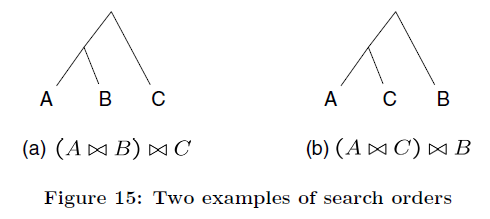 A B C A C B
(a) (A ⋈ B) ⋈ C (b) (A ⋈ C) ⋈ B
Figure 15: Two examples of search orders